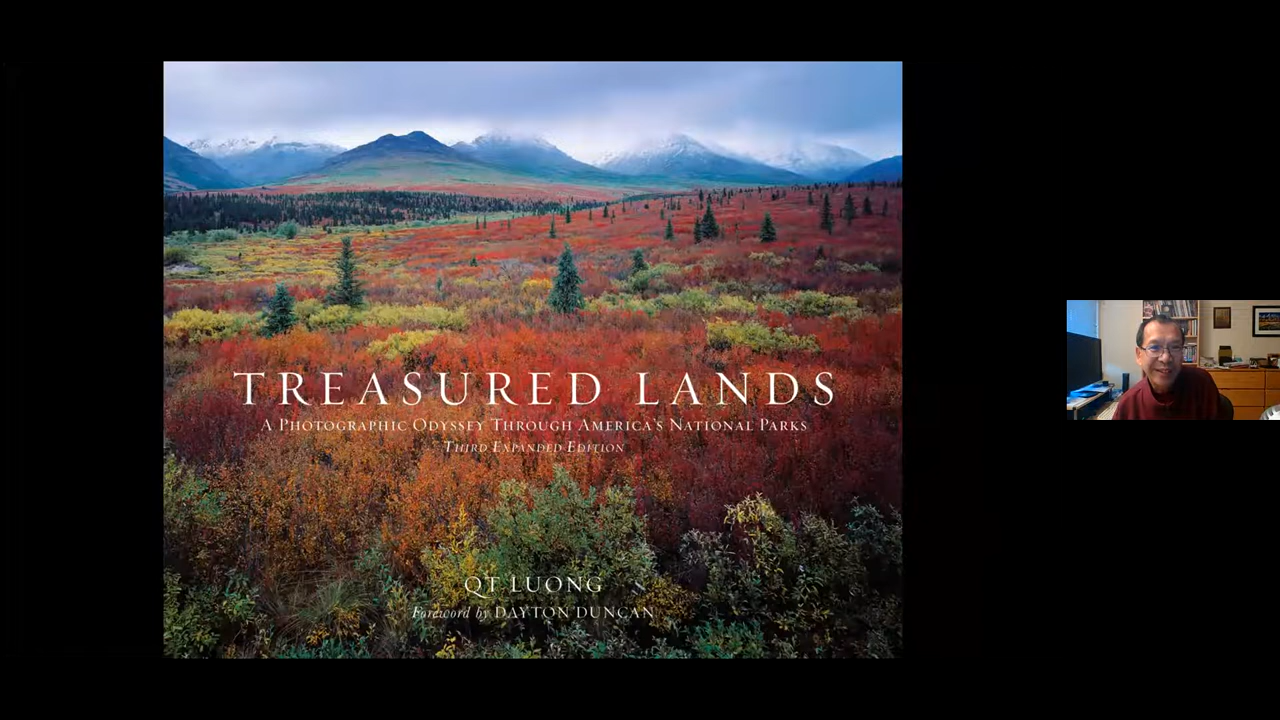 TREASURED LANDS
A PHOTOGRAPHIC ODYSSEY THROUGH AMERICA'S NATIONAL PARKS
THIRD EXPANDED EDITION
QT LUONG
Foreword by DAYTON DUNCAN